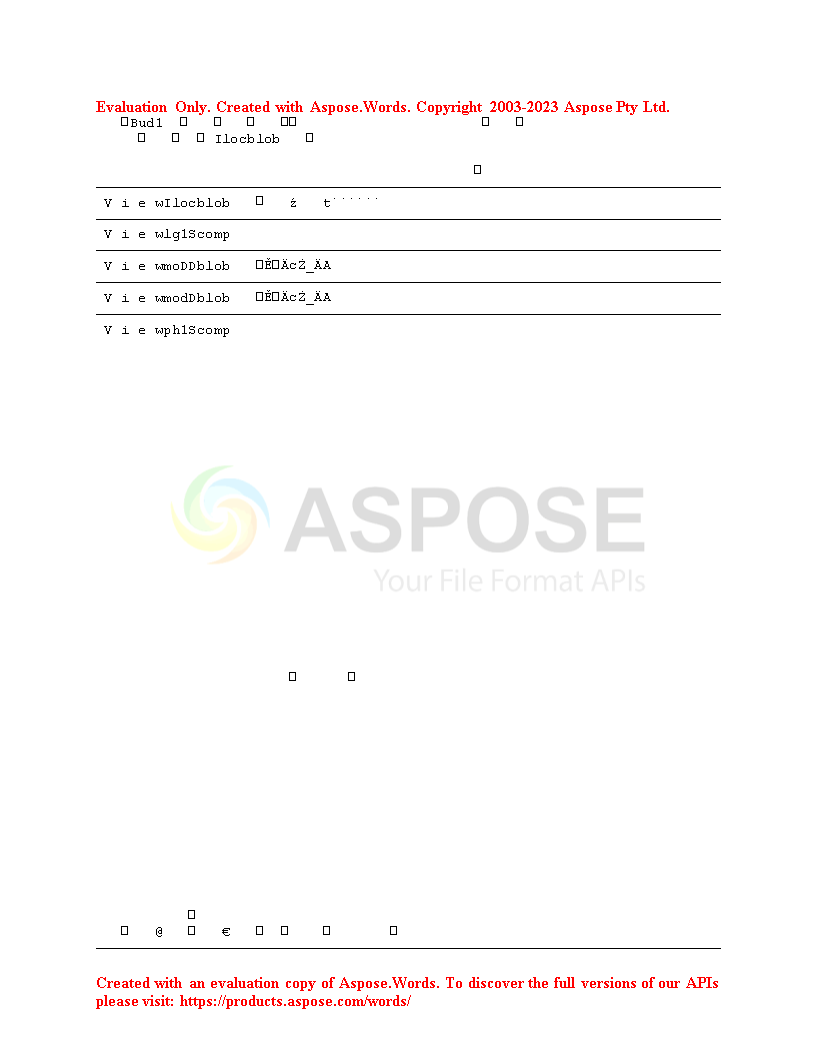 Evaluation Only. Created with Aspose.Words. Copyright 2003-2023 Aspose Pty Ltd.
□Bud1 □ □ □ □□ □ □
□ □ □ Ilocblob □
□
V i e wIlocblob □ ź t˙˙˙˙˙˙
V i e wlg1Scomp
V i e wmoDDblob □Ě□ÄcŻ_ÄA
V i e wmodDblob □Ě□ÄcŻ_ÄA
V i e wph1Scomp
ASPOSE
Your File Format APIs
□ □
□
□ @ □ € □ □ □ □
Created with an evaluation copy of Aspose.Words. To discover the full versions of our APIs
please visit: https://products.aspose.com/words/